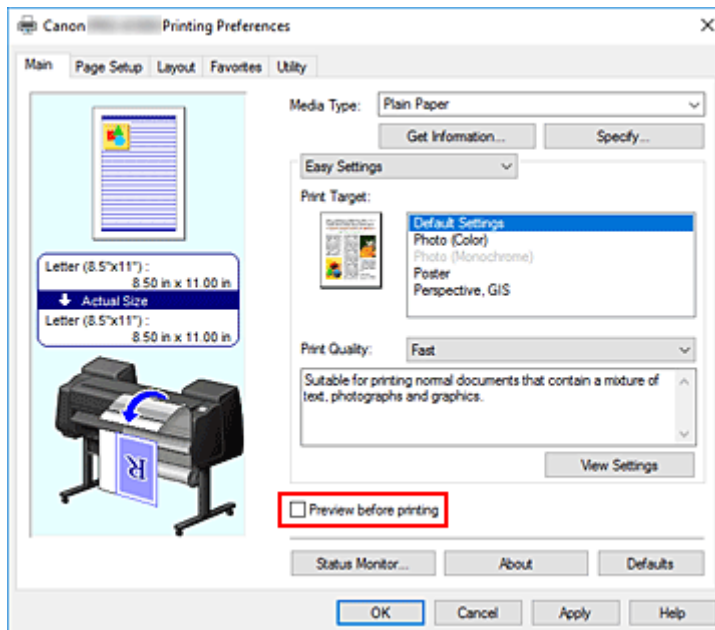 Canon Printing Preferences
Main Page Setup Layout Favorites Utility
Media Type: Plain Paper
Get Information... Specify...
Easy Settings
Print Target:
Default Settings
Photo (Color)
Photo (Monochrome)
Poster
Perspective, GIS
Letter (8.5"x11") :
8.50 in x 11.00 in
Actual Size
Letter (8.5"x11") :
8.50 in x 11.00 in
Print Quality: Fast
Suitable for printing normal documents that contain a mixture of
text, photographs and graphics.
R
View Settings
Preview before printing
Status Monitor... About Defaults
OK Cancel Apply Help